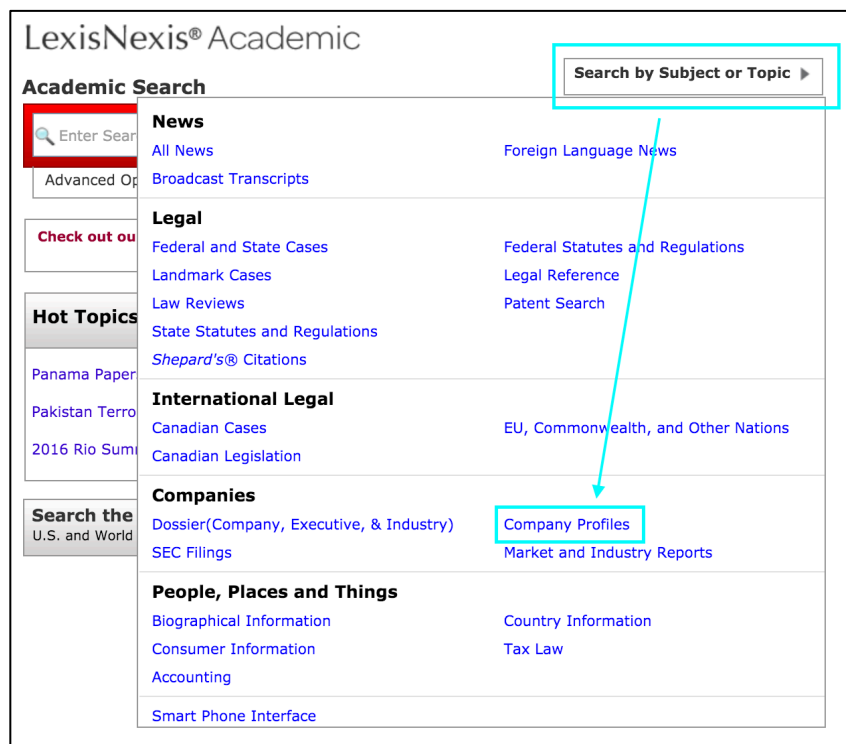 LexisNexis® Academic
Search by Subject or Topic
Academic Search
Enter Sear
Advanced Op
Check out ou
Hot Topics
Panama Paper
Pakistan Terro
2016 Rio Sum
Search the
U.S. and World
News
All News Foreign Language News
Broadcast Transcripts
Legal
Federal and State Cases Federal Statutes and Regulations
Landmark Cases Legal Reference
Law Reviews Patent Search
State Statutes and Regulations
Shepard's® Citations
International Legal
Canadian Cases EU, Commonwealth, and Other Nations
Canadian Legislation
Companies
Dossier(Company, Executive, & Industry) Company Profiles
SEC Filings Market and Industry Reports
People, Places and Things
Biographical Information Country Information
Consumer Information Tax Law
Accounting
Smart Phone Interface